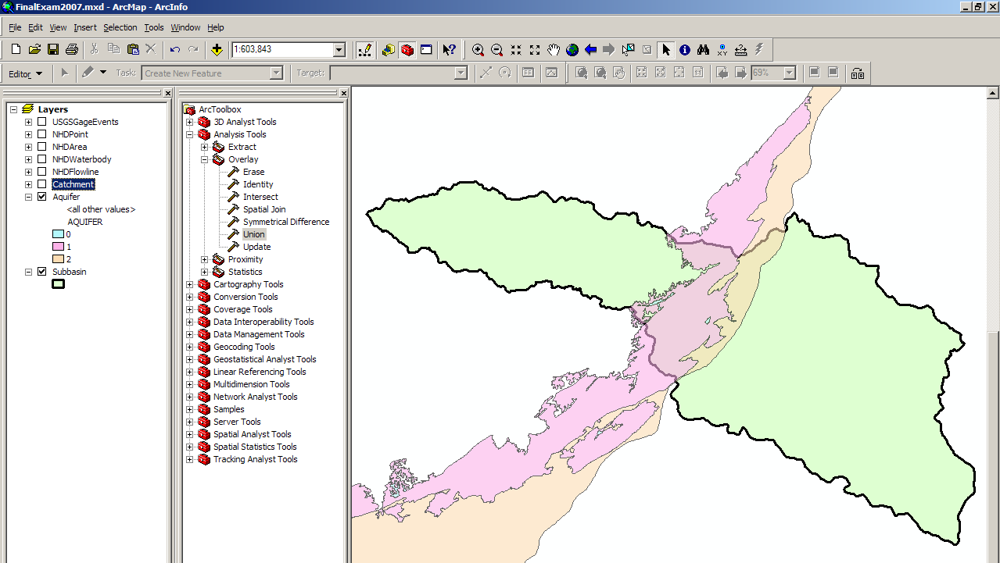 FinalExam2007.mxd - ArcMap - ArcInfo
File Edit View Insert Selection Tools Window Help
1:603,843
Editor Task: Create New Feature Target: 69%
Layers
USGSGageEvents
NHDPoint
NHDArea
NHDWaterbody
NHDFlowline
Catchment
Aquifer
<all other values>
AQUIFER
0
1
2
Subbasin
ArcToolbox
3D Analyst Tools
Analysis Tools
Extract
Overlay
Erase
Identity
Intersect
Spatial Join
Symmetrical Difference
Union
Update
Proximity
Statistics
Cartography Tools
Conversion Tools
Coverage Tools
Data Interoperability Tools
Data Management Tools
Geocoding Tools
Geostatistical Analyst Tools
Linear Referencing Tools
Multidimension Tools
Network Analyst Tools
Samples
Server Tools
Spatial Analyst Tools
Spatial Statistics Tools
Tracking Analyst Tools